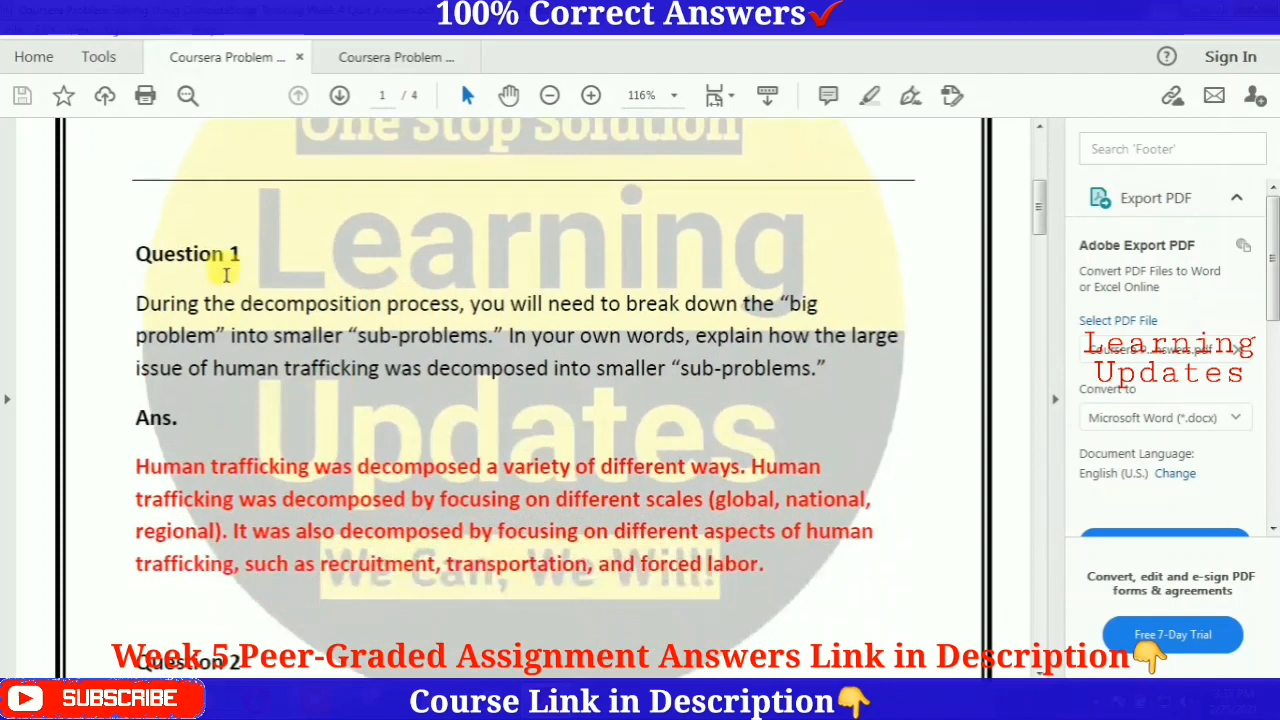 100% Correct Answers
Home Tools Coursera Problem ... × Coursera Problem ... Sign In
1 / 4 116%
One Stop Solution
Search 'Footer'
Learning
Export PDF
Question 1
Adobe Export PDF
Convert PDF Files to Word
or Excel Online
During the decomposition process, you will need to break down the “big
problem” into smaller “sub-problems.” In your own words, explain how the large
issue of human trafficking was decomposed into smaller “sub-problems.”
Select PDF File
Learning
Updates
Convert to
Microsoft Word (*.docx)
Ans.
Updates
Document Language:
English (U.S.) Change
Human trafficking was decomposed a variety of different ways. Human
trafficking was decomposed by focusing on different scales (global, national,
regional). It was also decomposed by focusing on different aspects of human
trafficking, such as recruitment, transportation, and forced labor.
We Can, We Will!
Convert, edit and e-sign PDF
forms & agreements
Free 7-Day Trial
Question 2
Week 5 Peer-Graded Assignment Answers Link in Description
SUBSCRIBE
Course Link in Description